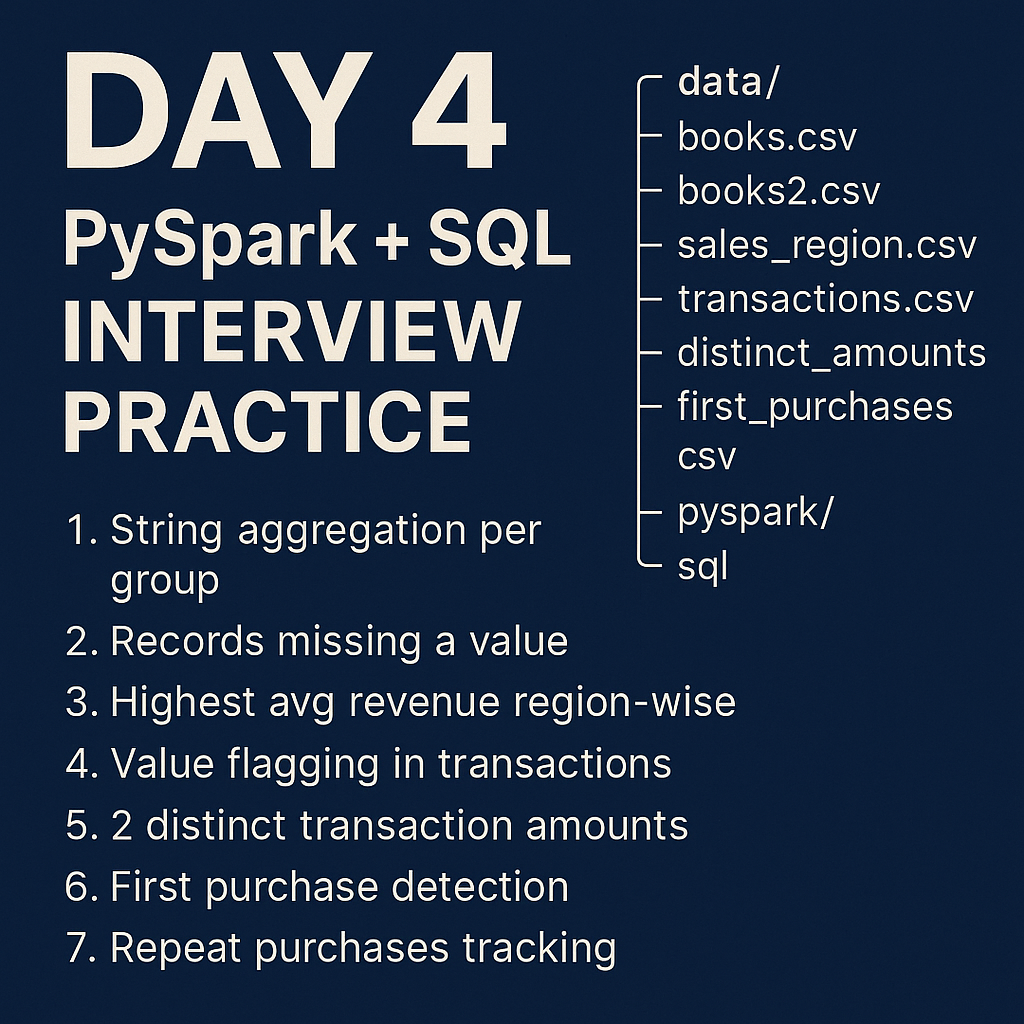 DAY 4
PySpark + SQL
INTERVIEW
PRACTICE
1. String aggregation per
group
2. Records missing a value
3. Highest avg revenue region-wise
4. Value flagging in transactions
5. 2 distinct transaction amounts
6. First purchase detection
7. Repeat purchases tracking
data/
books.csv
books2.csv
sales_region.csv
transactions.csv
distinct_amounts
first_purchases
csv
pyspark/
sql